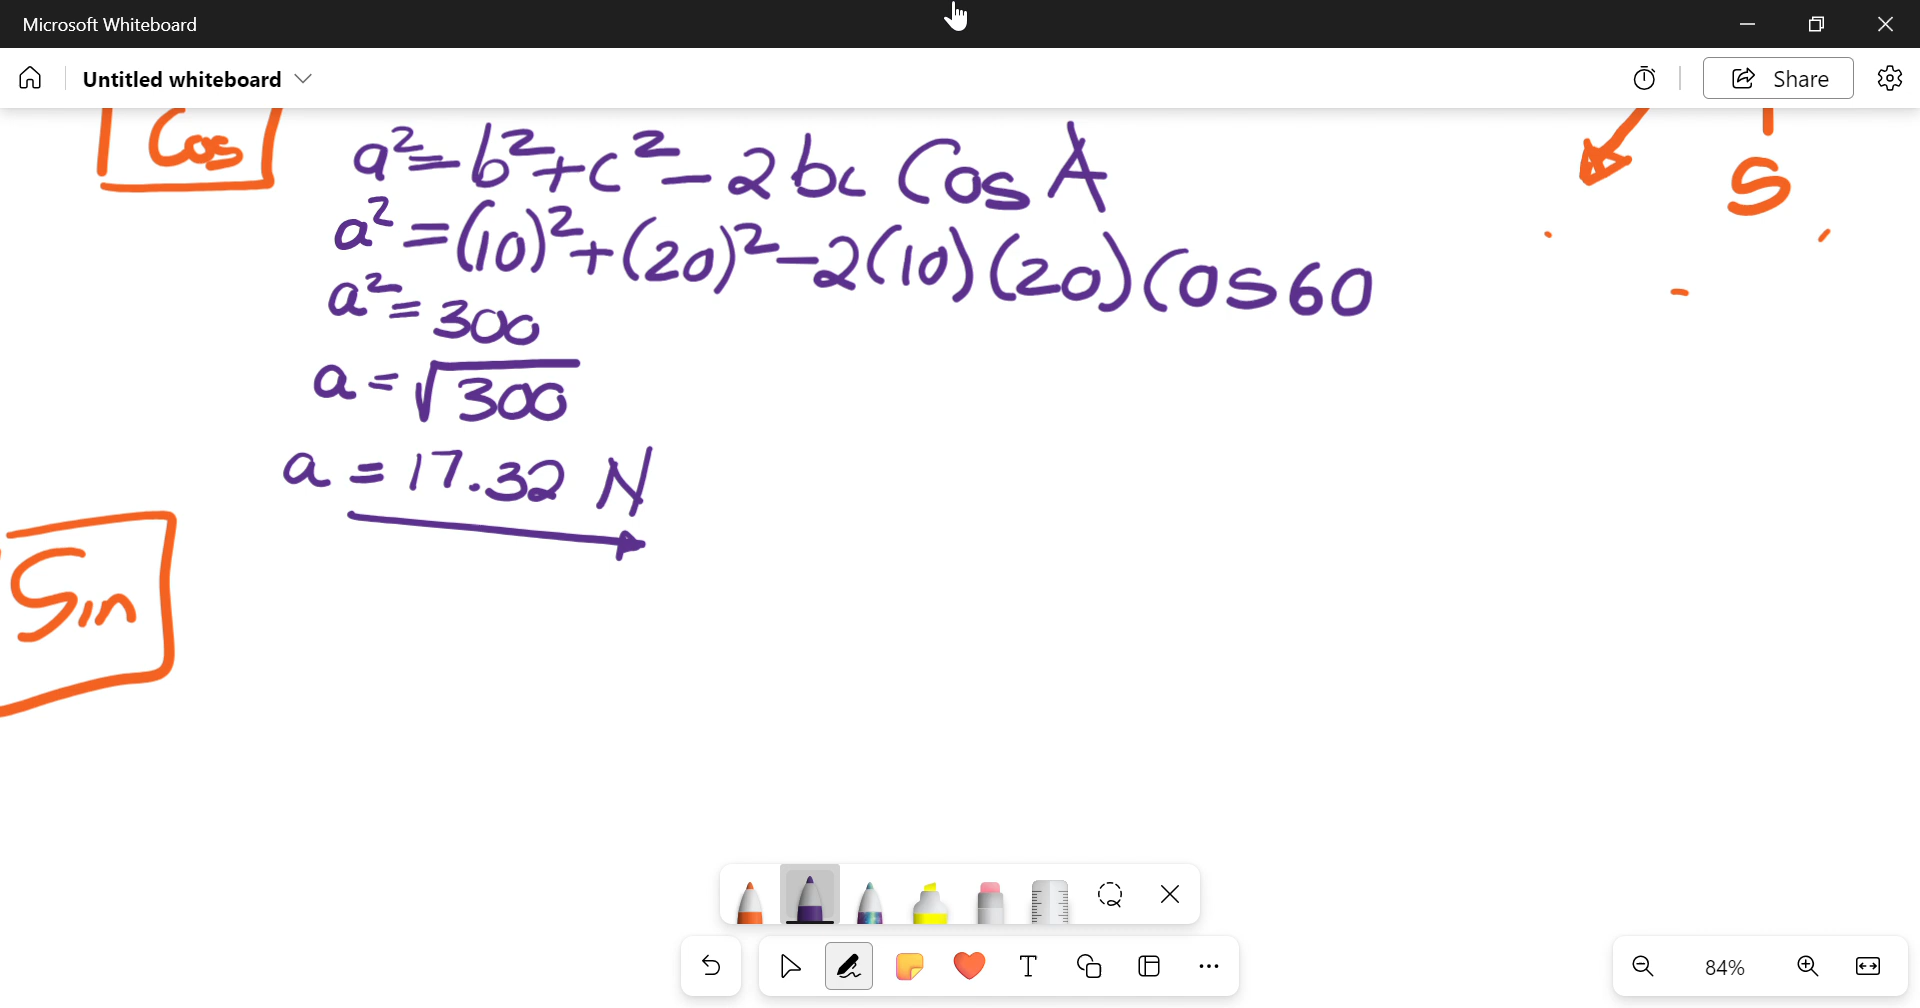 Microsoft Whiteboard
Untitled whiteboard
Share
Cos
a²=b²+c²-2bc Cos A
a²=(10)²+(20)²-2(10)(20)Cos60
a²=300
a=√300
a=17.32 N
S
Sin
84%